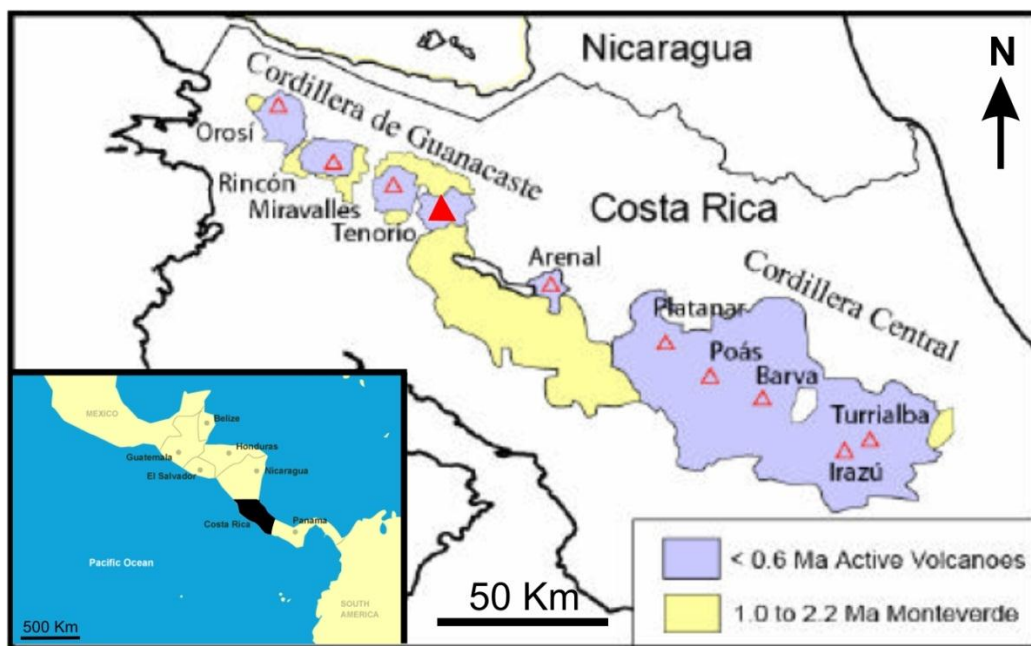 Nicaragua
N
Cordillera de Guanacaste
Orosí
Rincón
Miravalles
Tenorio
Costa Rica
Arenal
Cordillera Central
Platanar
Poás
Barva
Turrialba
Irazú
MEXICO
Belize
Guatemala
Honduras
El Salvador
Nicaragua
Costa Rica
Panama
Pacific Ocean
SOUTH
AMERICA
500 Km
50 Km
< 0.6 Ma Active Volcanoes
1.0 to 2.2 Ma Monteverde